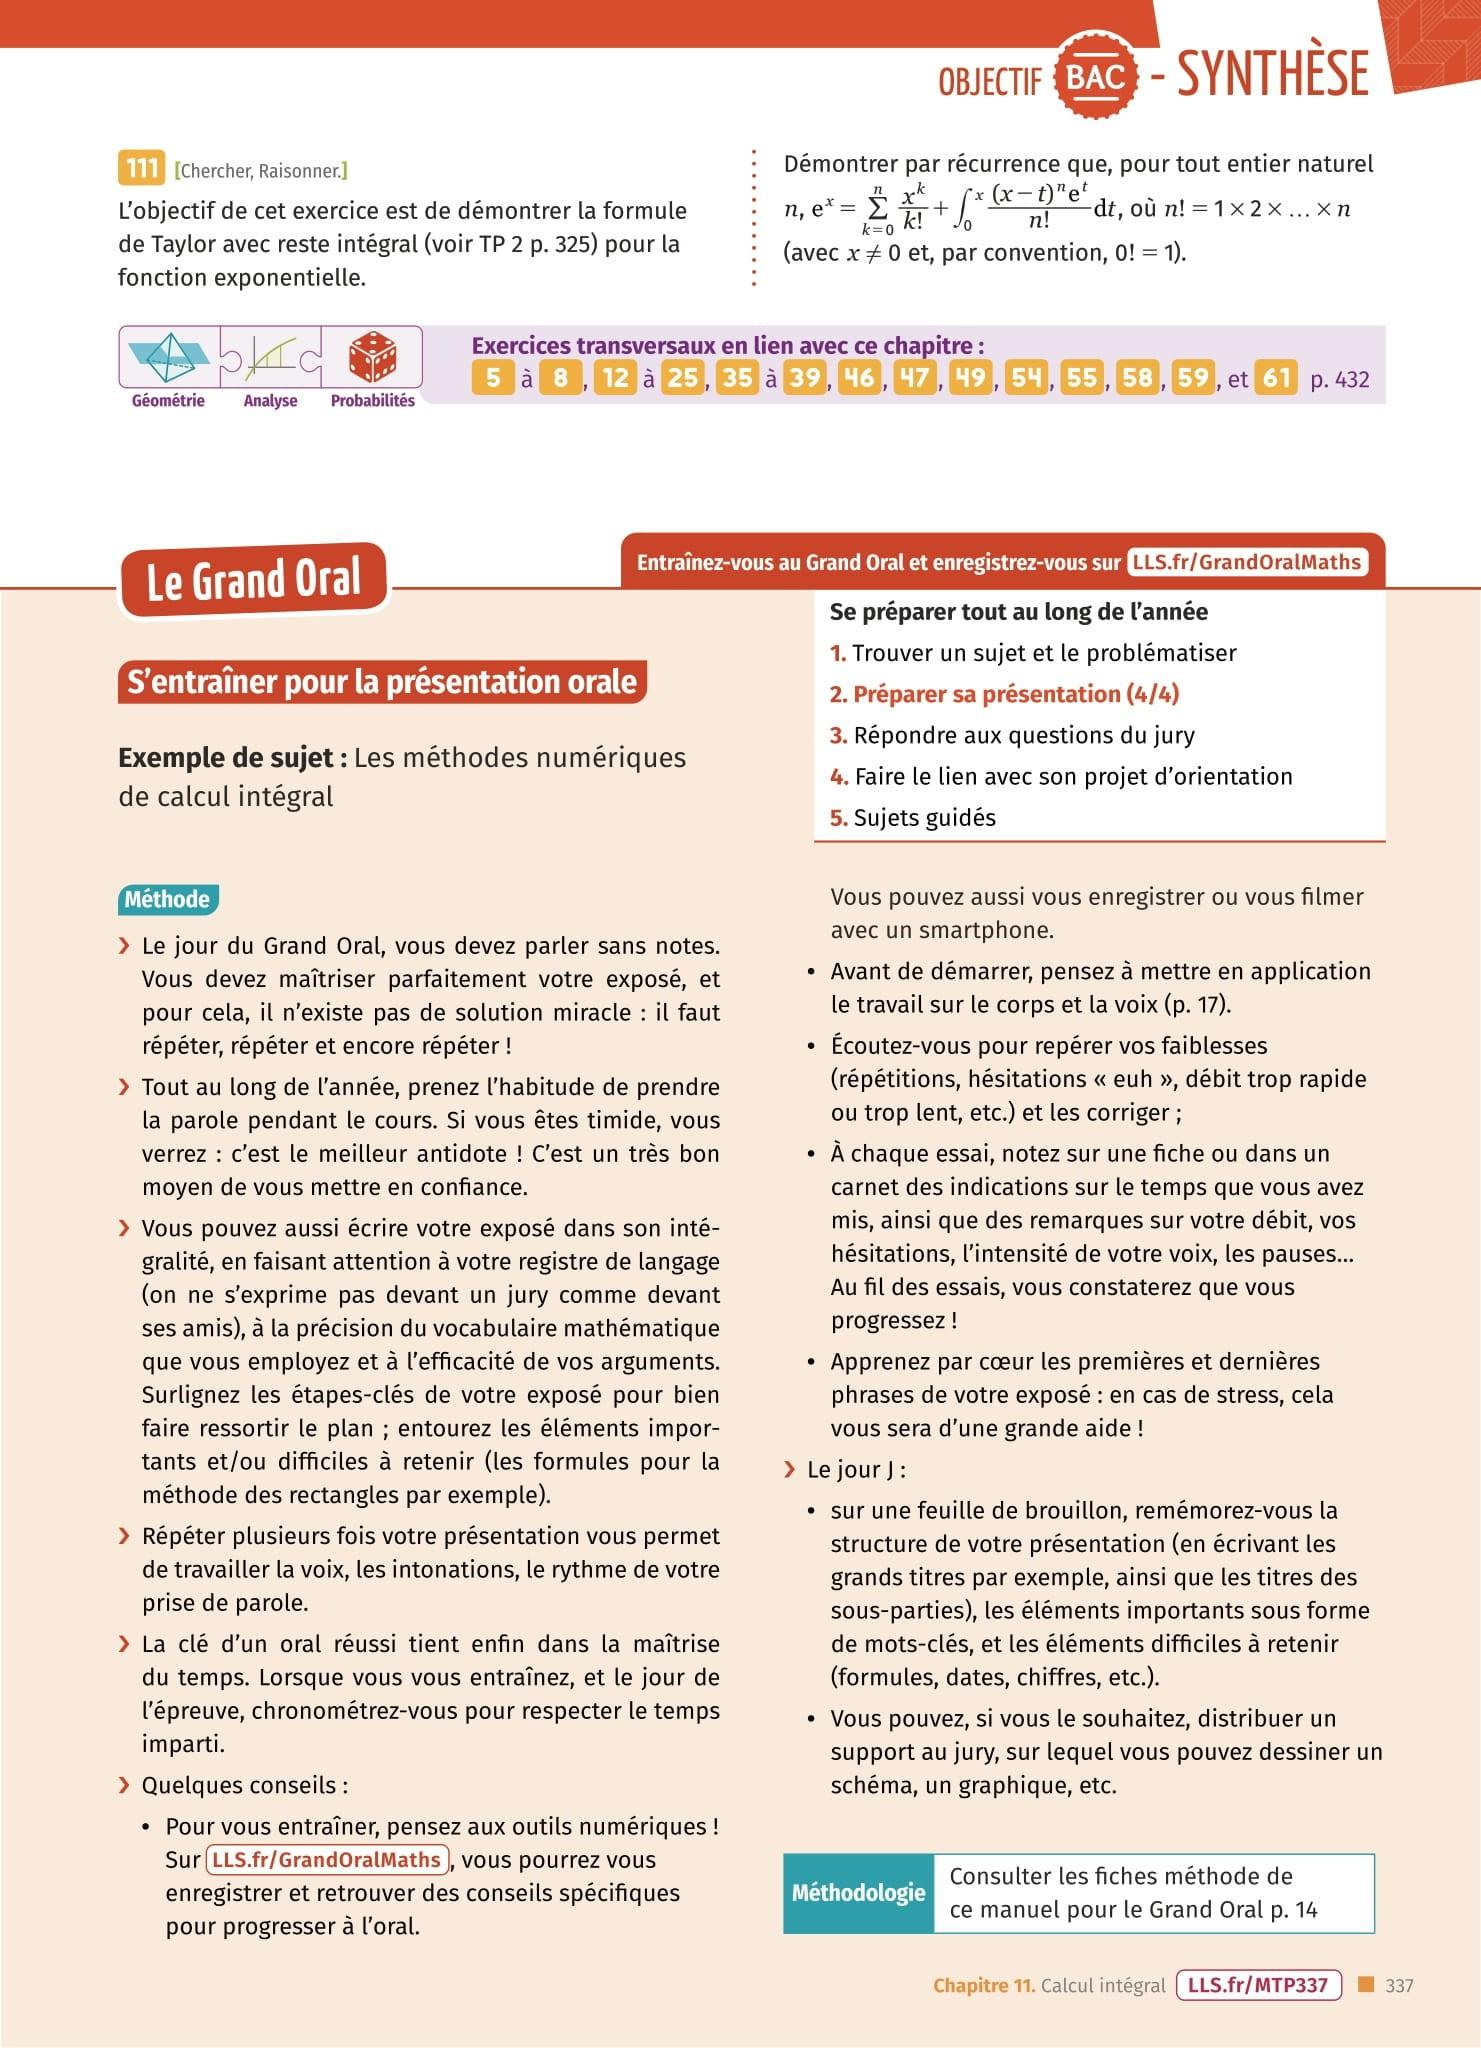 OBJECTIF BAC - SYNTHÈSE
111 [Chercher, Raisonner.]
L’objectif de cet exercice est de démontrer la formule
de Taylor avec reste intégral (voir TP 2 p. 325) pour la
fonction exponentielle.
Démontrer par récurrence que, pour tout entier naturel
n, eˣ = ∑_{k=0}^{n} x^k/k! + ∫_0^x (x − t)^n e^t / n! dt, où n! = 1 × 2 × … × n
(avec x ≠ 0 et, par convention, 0! = 1).
Géométrie Analyse Probabilités
Exercices transversaux en lien avec ce chapitre :
5 à 8, 12 à 25, 35 à 39, 46, 47, 49, 54, 55, 58, 59, et 61 p. 432
Le Grand Oral
Entraînez-vous au Grand Oral et enregistrez-vous sur LLS.fr/GrandOralMaths
S’entraîner pour la présentation orale
Exemple de sujet : Les méthodes numériques
de calcul intégral
Se préparer tout au long de l’année
1. Trouver un sujet et le problématiser
2. Préparer sa présentation (4/4)
3. Répondre aux questions du jury
4. Faire le lien avec son projet d’orientation
5. Sujets guidés
Méthode
› Le jour du Grand Oral, vous devez parler sans notes.
Vous devez maîtriser parfaitement votre exposé, et
pour cela, il n’existe pas de solution miracle : il faut
répéter, répéter et encore répéter !
› Tout au long de l’année, prenez l’habitude de prendre
la parole pendant le cours. Si vous êtes timide, vous
verrez : c’est le meilleur antidote ! C’est un très bon
moyen de vous mettre en confiance.
› Vous pouvez aussi écrire votre exposé dans son inté-
gralité, en faisant attention à votre registre de langage
(on ne s’exprime pas devant un jury comme devant
ses amis), à la précision du vocabulaire mathématique
que vous employez et à l’efficacité de vos arguments.
Surlignez les étapes-clés de votre exposé pour bien
faire ressortir le plan ; entourez les éléments impor-
tants et/ou difficiles à retenir (les formules pour la
méthode des rectangles par exemple).
› Répéter plusieurs fois votre présentation vous permet
de travailler la voix, les intonations, le rythme de votre
prise de parole.
› La clé d’un oral réussi tient enfin dans la maîtrise
du temps. Lorsque vous vous entraînez, et le jour de
l’épreuve, chronométrez-vous pour respecter le temps
imparti.
› Quelques conseils :
• Pour vous entraîner, pensez aux outils numériques !
Sur LLS.fr/GrandOralMaths, vous pourrez vous
enregistrer et retrouver des conseils spécifiques
pour progresser à l’oral.
Vous pouvez aussi vous enregistrer ou vous filmer
avec un smartphone.
• Avant de démarrer, pensez à mettre en application
le travail sur le corps et la voix (p. 17).
• Écoutez-vous pour repérer vos faiblesses
(répétitions, hésitations « euh », débit trop rapide
ou trop lent, etc.) et les corriger ;
• À chaque essai, notez sur une fiche ou dans un
carnet des indications sur le temps que vous avez
mis, ainsi que des remarques sur votre débit, vos
hésitations, l’intensité de votre voix, les pauses…
Au fil des essais, vous constaterez que vous
progressez !
• Apprenez par cœur les premières et dernières
phrases de votre exposé : en cas de stress, cela
vous sera d’une grande aide !
› Le jour J :
• sur une feuille de brouillon, remémorez-vous la
structure de votre présentation (en écrivant les
grands titres par exemple, ainsi que les titres des
sous-parties), les éléments importants sous forme
de mots-clés, et les éléments difficiles à retenir
(formules, dates, chiffres, etc.).
• Vous pouvez, si vous le souhaitez, distribuer un
support au jury, sur lequel vous pouvez dessiner un
schéma, un graphique, etc.
Méthodologie
Consulter les fiches méthode de
ce manuel pour le Grand Oral p. 14
Chapitre 11. Calcul intégral LLS.fr/MTP337 337